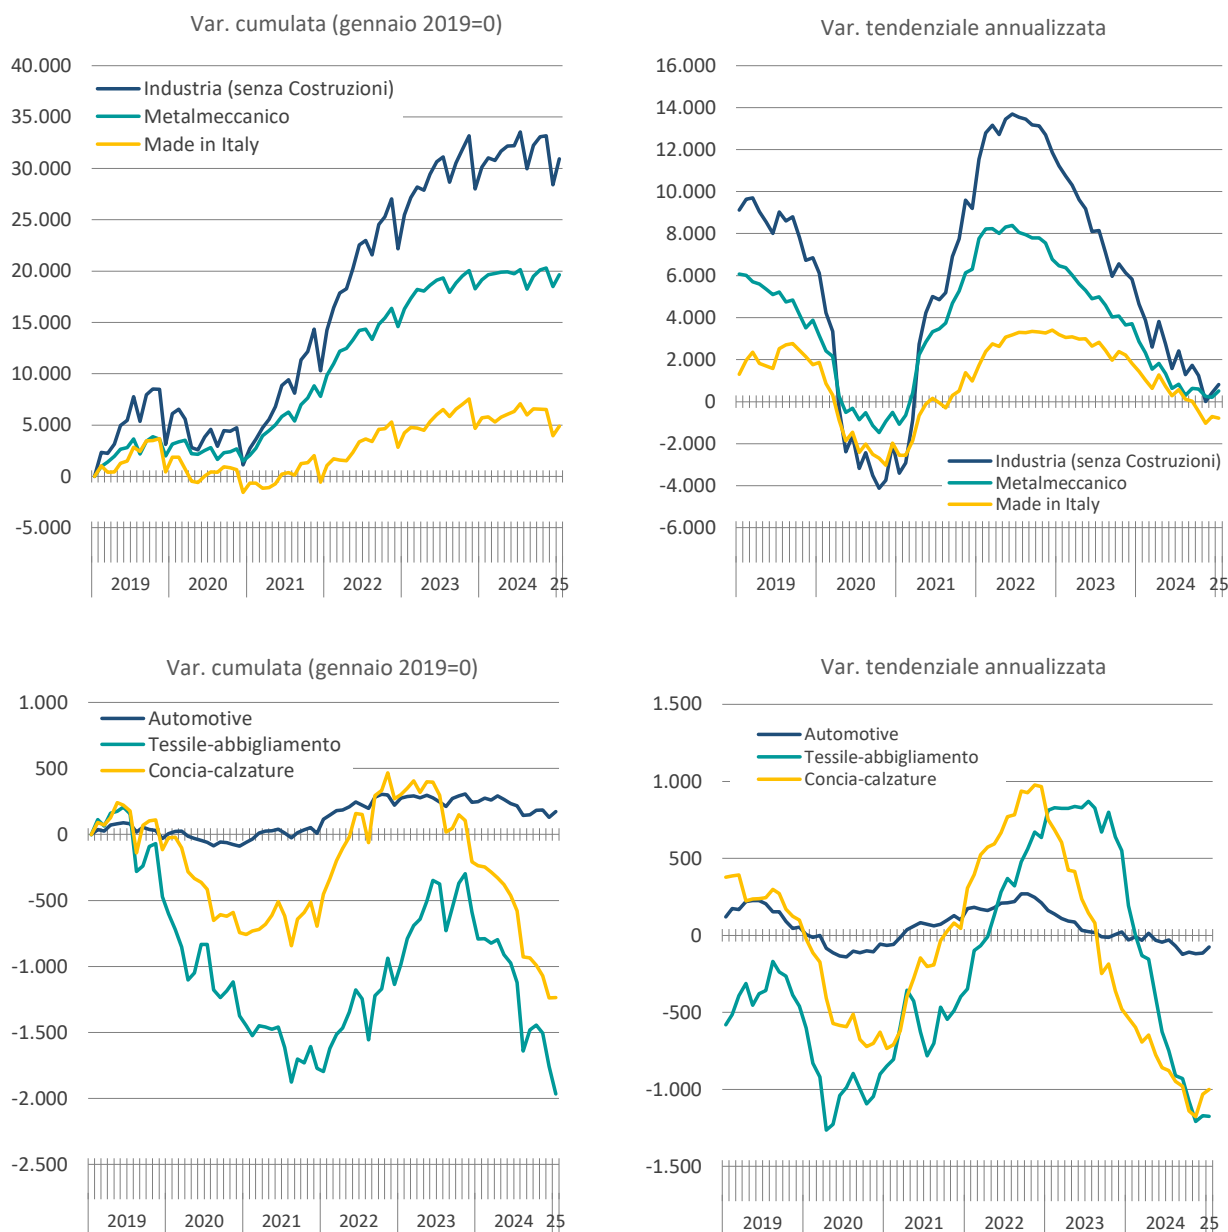 Var. cumulata (gennaio 2019=0)
40.000
35.000
30.000
25.000
20.000
15.000
10.000
5.000
0
-5.000
Industria (senza Costruzioni)
Metalmeccanico
Made in Italy
2019 2020 2021 2022 2023 2024 25
Var. tendenziale annualizzata
16.000
14.000
12.000
10.000
8.000
6.000
4.000
2.000
0
-2.000
-4.000
-6.000
Industria (senza Costruzioni)
Metalmeccanico
Made in Italy
2019 2020 2021 2022 2023 2024 25
Var. cumulata (gennaio 2019=0)
1.000
500
0
-500
-1.000
-1.500
-2.000
-2.500
Automotive
Tessile-abbigliamento
Concia-calzature
2019 2020 2021 2022 2023 2024 25
Var. tendenziale annualizzata
1.500
1.000
500
0
-500
-1.000
-1.500
Automotive
Tessile-abbigliamento
Concia-calzature
2019 2020 2021 2022 2023 2024 25